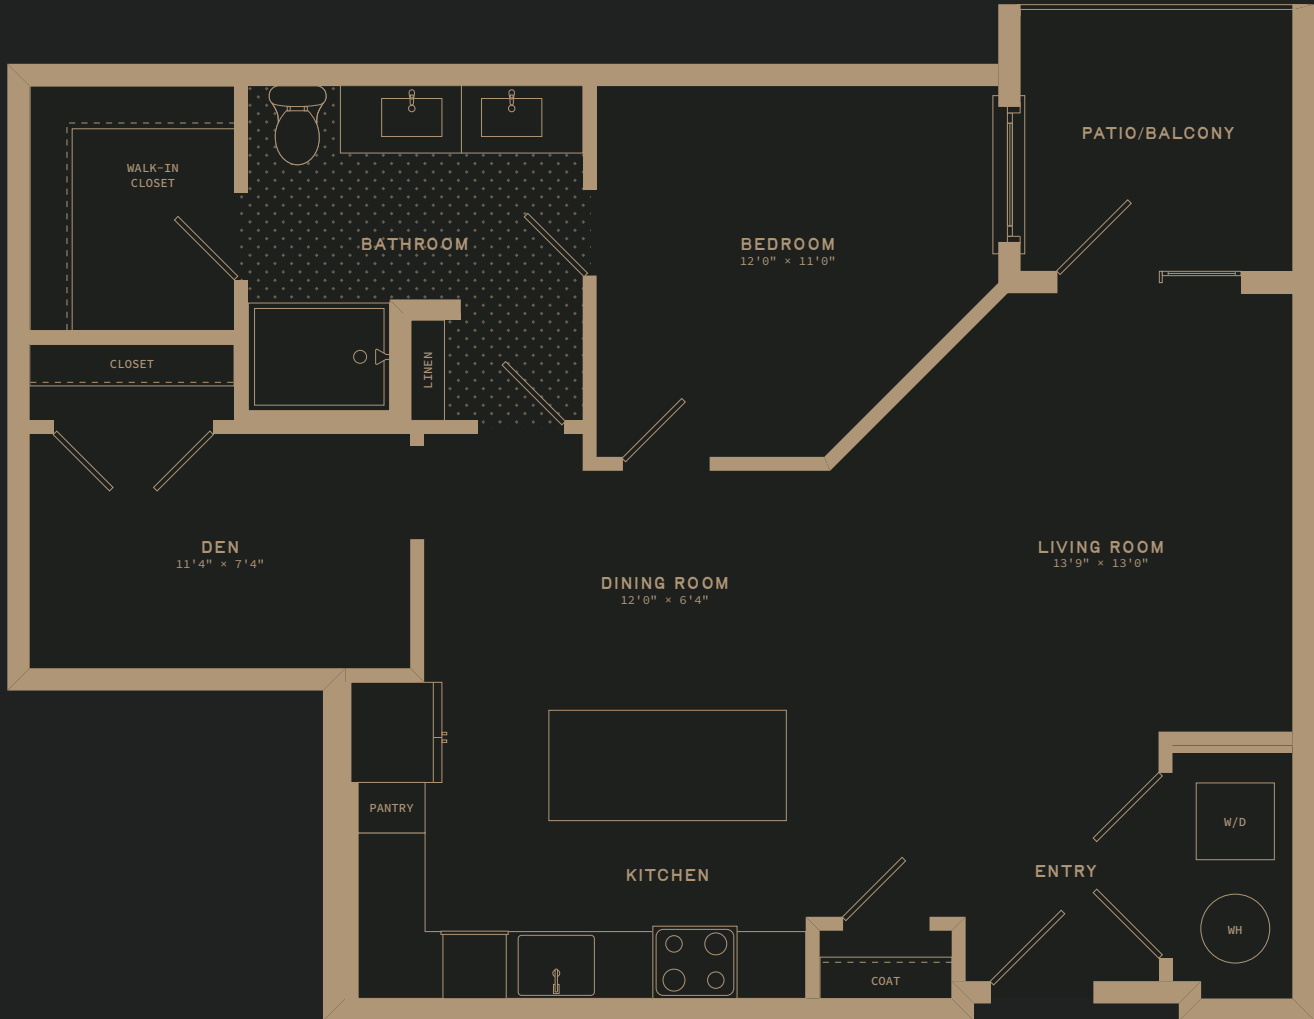 PATIO/BALCONY
WALK-IN
CLOSET
BATHROOM
BEDROOM
12'0" × 11'0"
CLOSET
LINEN
DEN
11'4" × 7'4"
LIVING ROOM
13'9" × 13'0"
DINING ROOM
12'0" × 6'4"
PANTRY
W/D
KITCHEN
ENTRY
WH
COAT